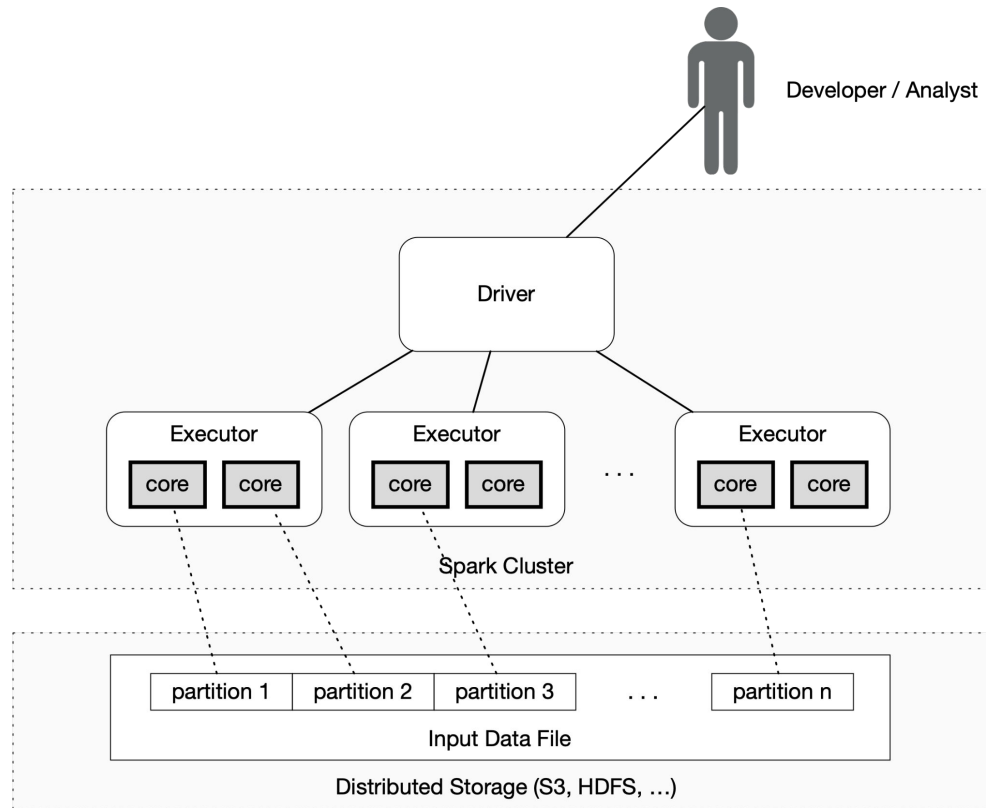 Developer / Analyst
Driver
Executor
core core
Executor
core core
. . .
Executor
core core
Spark Cluster
partition 1 partition 2 partition 3 . . . partition n
Input Data File
Distributed Storage (S3, HDFS, …)